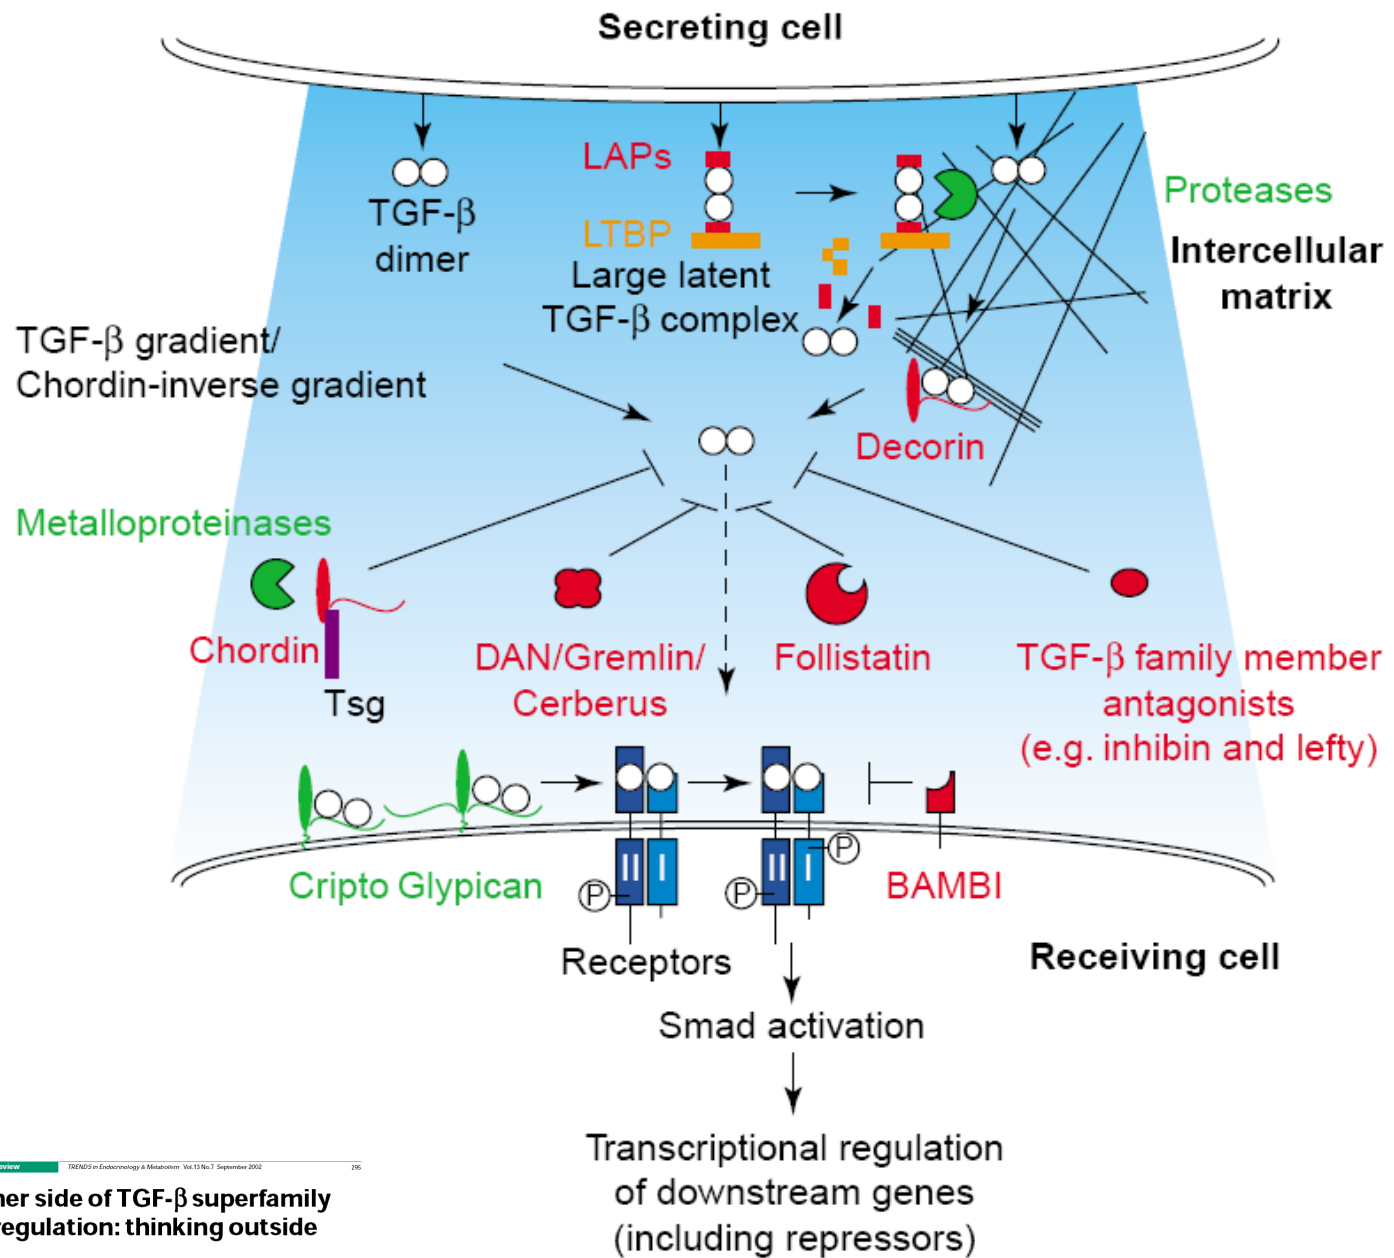 Secreting cell
LAPs
TGF-β
dimer
LTBP
Large latent
TGF-β complex
Proteases
Intercellular
matrix
TGF-β gradient/
Chordin-inverse gradient
Decorin
Metalloproteinases
Chordin
Tsg
DAN/Gremlin/
Cerberus
Follistatin
TGF-β family member
antagonists
(e.g. inhibin and lefty)
Cripto Glypican
II I
P
II I
P
P
BAMBI
Receptors
Receiving cell
Smad activation
Transcriptional regulation
of downstream genes
(including repressors)
eview
TRENDS in Endocrinology & Metabolism Vol.13 No.7 September 2002
295
her side of TGF-β superfamily
regulation: thinking outside